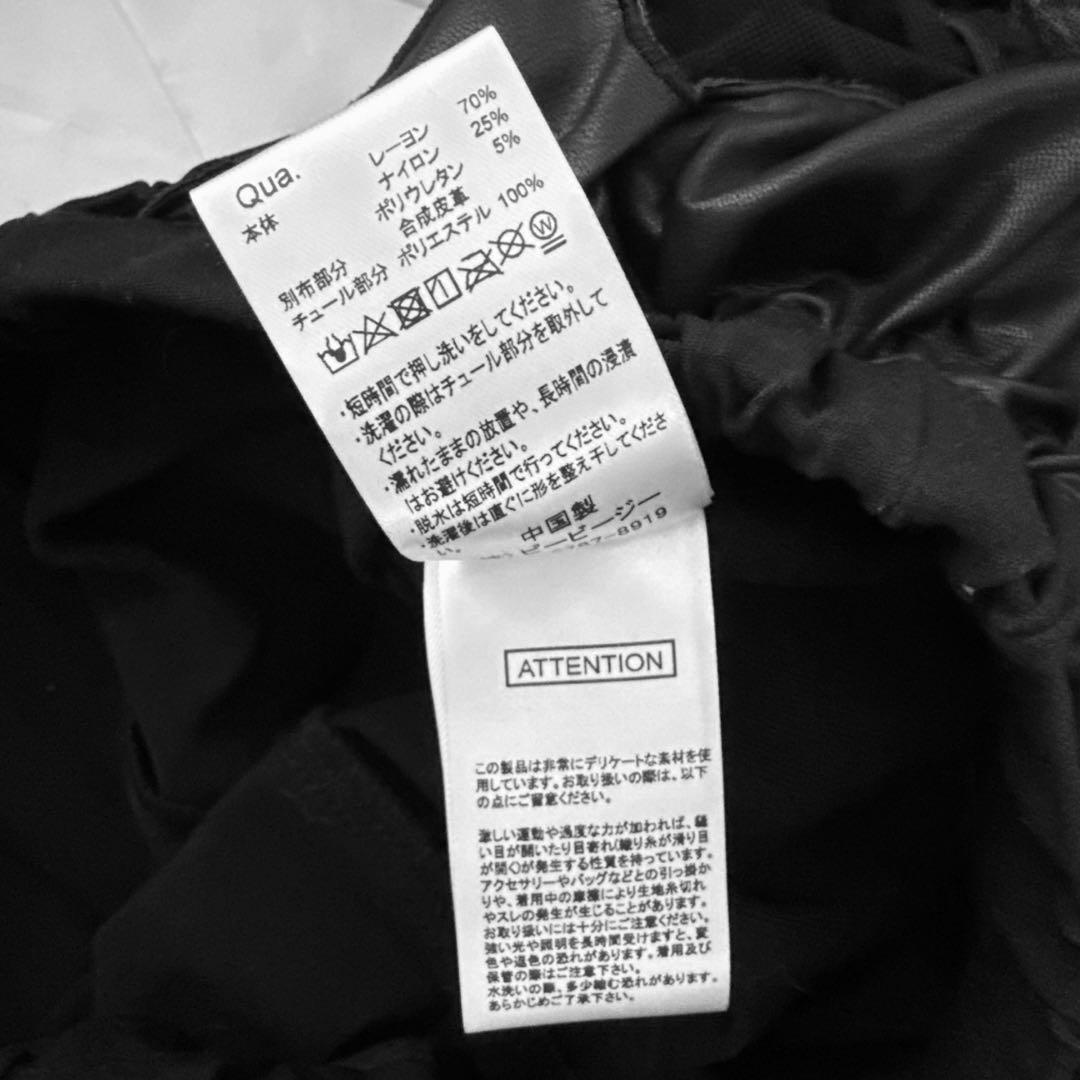 Qua.
本体 レーヨン 70%
ナイロン 25%
ポリウレタン 5%
別布部分 合成皮革
チュール部分 ポリエステル 100%
W
・短時間で押し洗いをしてください。
・洗濯の際はチュール部分を取外して
ください。
・濡れたままの放置や、長時間の浸漬
はお避けください。
・脱水は短時間で行ってください。
・洗濯後は直ぐに形を整え干してくださ
い。
中国製
ビービージー
787-8919
ATTENTION
この製品は非常にデリケートな素材を使
用しています。お取り扱いの際は、以下
の点にご留意ください。
激しい運動や過度な力が加われば、縫
い目が開いたり目寄れ(織り糸が滑り目
が開く)が発生する性質を持っています。
アクセサリーやバッグなどとの引っ掛か
りや、着用中の摩擦により生地糸切れ
やスレの発生が生じることがあります。
お取り扱いには十分にご注意ください。
強い光や照明を長時間受けますと、変
色や退色の恐れがあります。着用及び
保管の際はご注意下さい。
水洗いの際、多少縮む恐れがあります。
あらかじめご了承下さい。